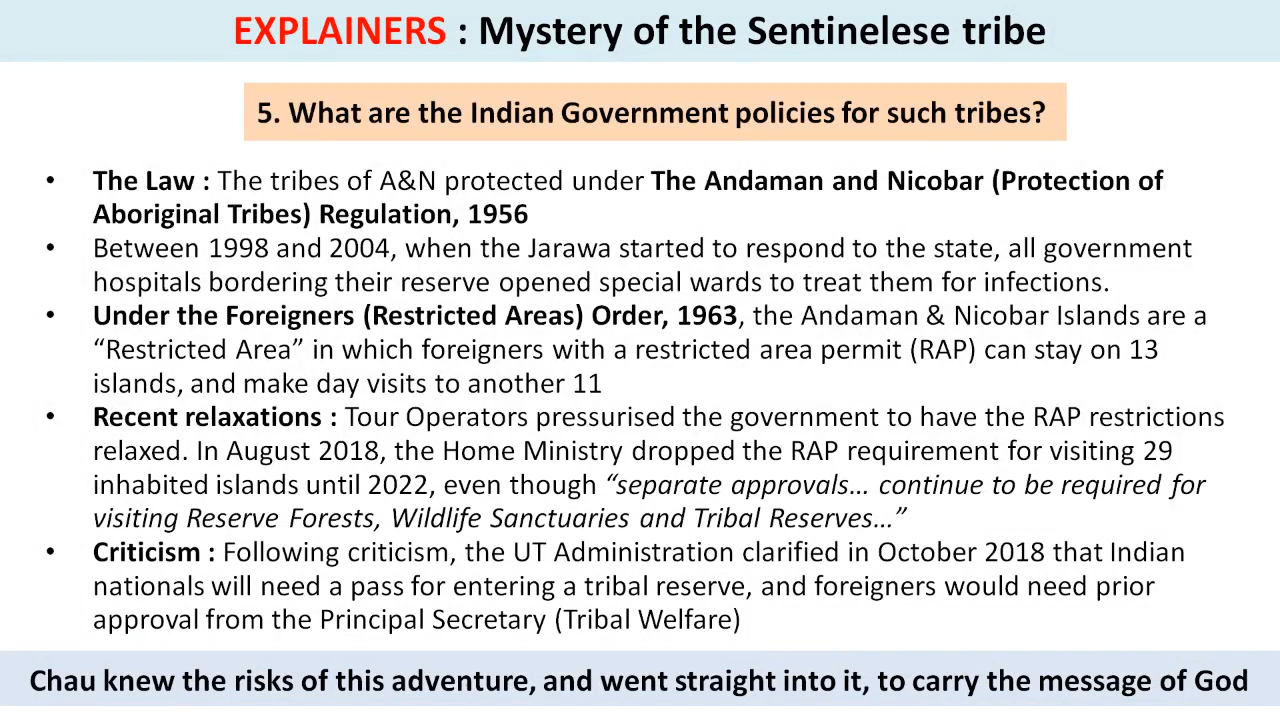 EXPLAINERS : Mystery of the Sentinelese tribe
5. What are the Indian Government policies for such tribes?
• The Law : The tribes of A&N protected under The Andaman and Nicobar (Protection of
Aboriginal Tribes) Regulation, 1956
• Between 1998 and 2004, when the Jarawa started to respond to the state, all government
hospitals bordering their reserve opened special wards to treat them for infections.
• Under the Foreigners (Restricted Areas) Order, 1963, the Andaman & Nicobar Islands are a
“Restricted Area” in which foreigners with a restricted area permit (RAP) can stay on 13
islands, and make day visits to another 11
• Recent relaxations : Tour Operators pressurised the government to have the RAP restrictions
relaxed. In August 2018, the Home Ministry dropped the RAP requirement for visiting 29
inhabited islands until 2022, even though “separate approvals… continue to be required for
visiting Reserve Forests, Wildlife Sanctuaries and Tribal Reserves…”
• Criticism : Following criticism, the UT Administration clarified in October 2018 that Indian
nationals will need a pass for entering a tribal reserve, and foreigners would need prior
approval from the Principal Secretary (Tribal Welfare)
Chau knew the risks of this adventure, and went straight into it, to carry the message of God